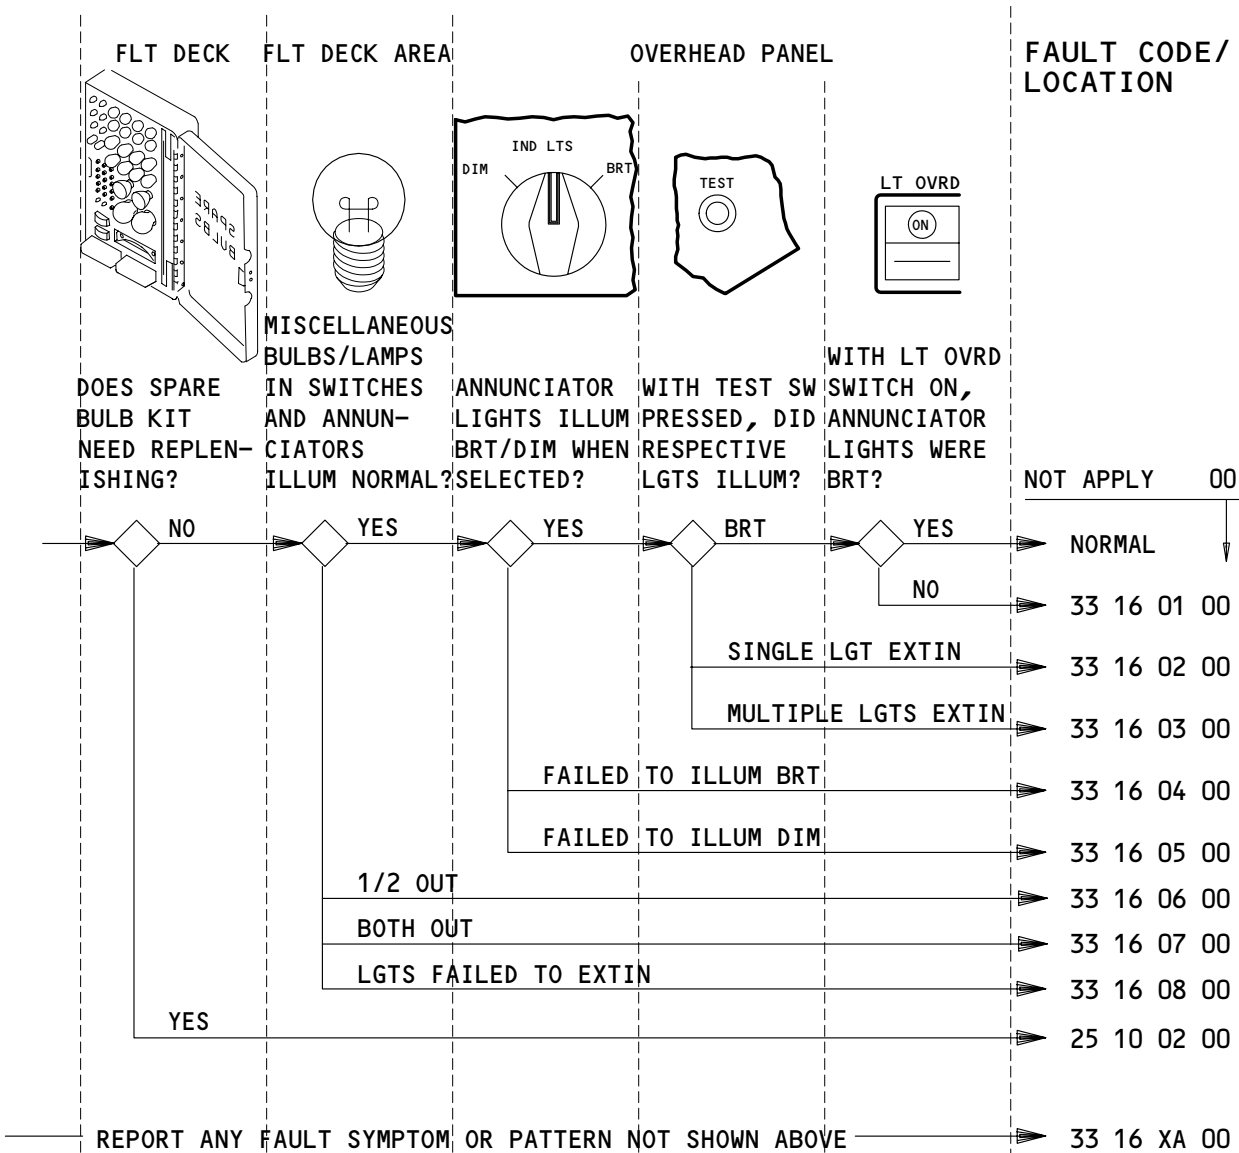 FLT DECK
FLT DECK AREA
OVERHEAD PANEL
FAULT CODE/
LOCATION
SPARE
BULBS
IND LTS
DIM
BRT
TEST
LT OVRD
ON
DOES SPARE
BULB KIT
NEED REPLEN-
ISHING?
MISCELLANEOUS
BULBS/LAMPS
IN SWITCHES
AND ANNUN-
CIATORS
ILLUM NORMAL?
ANNUNCIATOR
LIGHTS ILLUM
BRT/DIM WHEN
SELECTED?
WITH TEST SW
PRESSED, DID
RESPECTIVE
LGTS ILLUM?
WITH LT OVRD
SWITCH ON,
ANNUNCIATOR
LIGHTS WERE
BRT?
NOT APPLY 00
NO
YES
YES
BRT
YES
NORMAL
NO
33 16 01 00
SINGLE LGT EXTIN
33 16 02 00
MULTIPLE LGTS EXTIN
33 16 03 00
FAILED TO ILLUM BRT
33 16 04 00
FAILED TO ILLUM DIM
33 16 05 00
1/2 OUT
33 16 06 00
BOTH OUT
33 16 07 00
LGTS FAILED TO EXTIN
33 16 08 00
YES
25 10 02 00
REPORT ANY FAULT SYMPTOM OR PATTERN NOT SHOWN ABOVE
33 16 XA 00